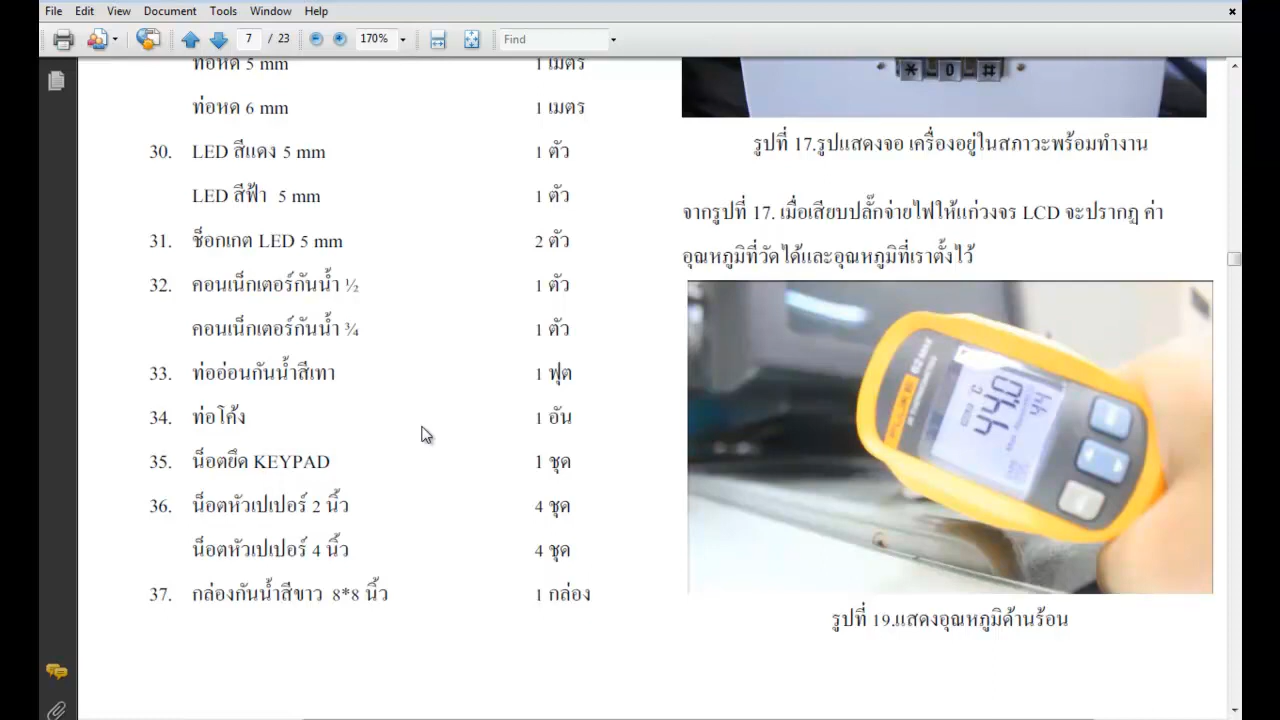 File Edit View Document Tools Window Help
7 / 23 170% Find
ท่อหด 5 mm 1 เมตร
ท่อหด 6 mm 1 เมตร
30. LED สีแดง 5 mm 1 ตัว
LED สีฟ้า 5 mm 1 ตัว
31. ช็อกเกต LED 5 mm 2 ตัว
32. คอนเน็กเตอร์กันน้ำ ½ 1 ตัว
คอนเน็กเตอร์กันน้ำ ¾ 1 ตัว
33. ท่ออ่อนกันน้ำสีเทา 1 ฟุต
34. ท่อโค้ง 1 อัน
35. น็อตยึด KEYPAD 1 ชุด
36. น็อตหัวเปเปอร์ 2 นิ้ว 4 ชุด
น็อตหัวเปเปอร์ 4 นิ้ว 4 ชุด
37. กล่องกันน้ำสีขาว 8*8 นิ้ว 1 กล่อง
* 0 #
รูปที่ 17.รูปแสดงจอ เครื่องอยู่ในสภาวะพร้อมทำงาน
จากรูปที่ 17. เมื่อเสียบปลั๊กจ่ายไฟให้แก่วงจร LCD จะปรากฏ ค่า
อุณหภูมิที่วัดได้และอุณหภูมิที่เราตั้งไว้
FLUKE
44.0
44
รูปที่ 19.แสดงอุณหภูมิด้านร้อน